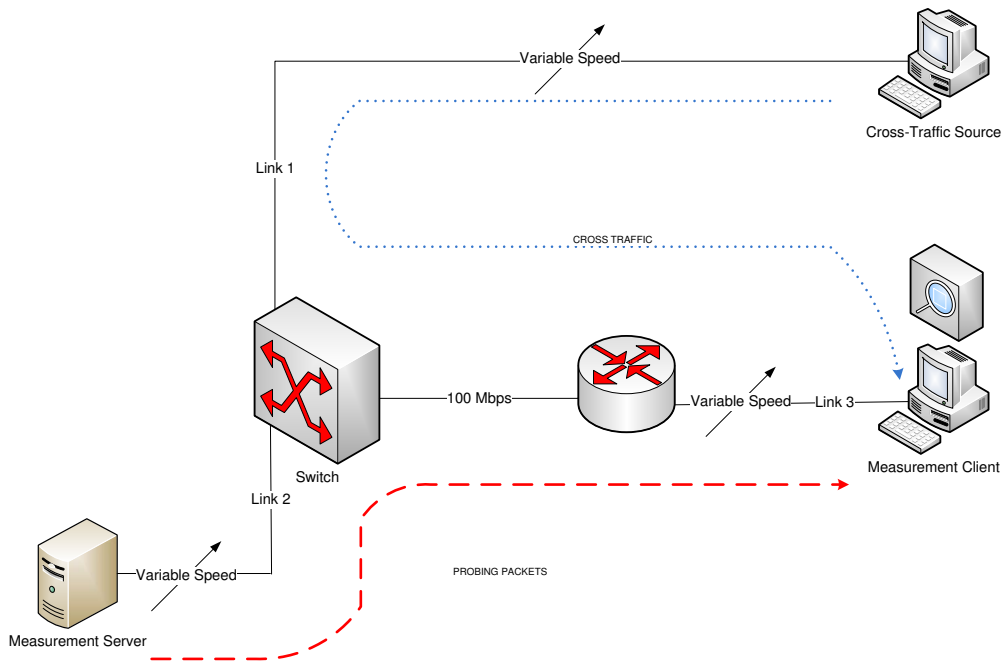 Variable Speed
Cross-Traffic Source
Link 1
CROSS TRAFFIC
100 Mbps
Variable Speed
Link 3
Measurement Client
Switch
Link 2
Variable Speed
PROBING PACKETS
Measurement Server